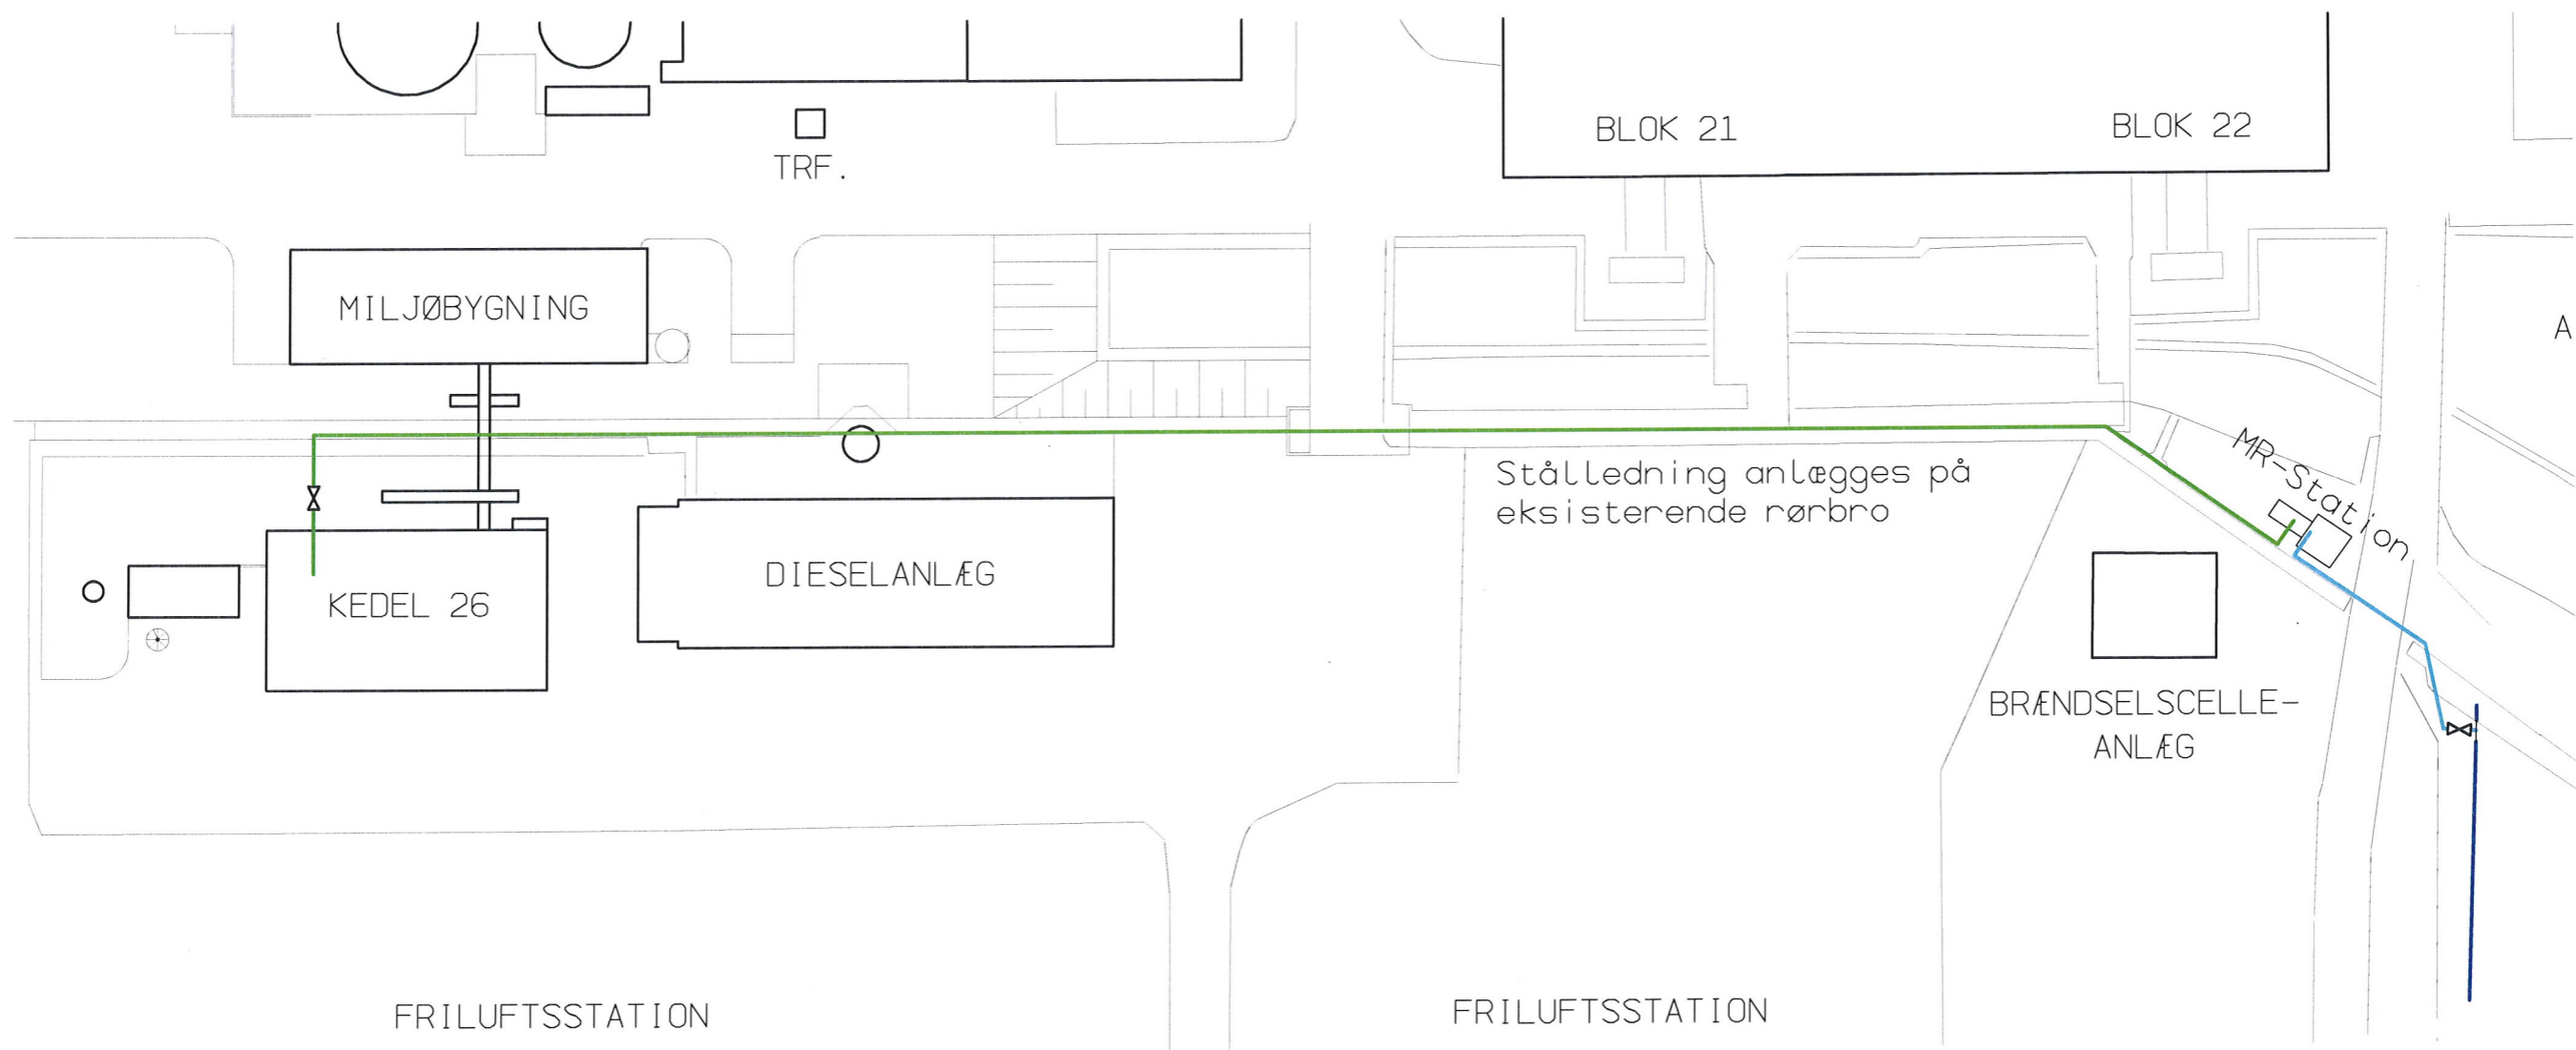 BLOK 21
BLOK 22
TRF.
MILJØBYGNING
A
MR-Station
Stålledning anlægges på
eksisterende rørbro
DIESELANLÆG
KEDEL 26
BRÆNDSELSCELLE-
ANLÆG
FRILUFTSSTATION
FRILUFTSSTATION